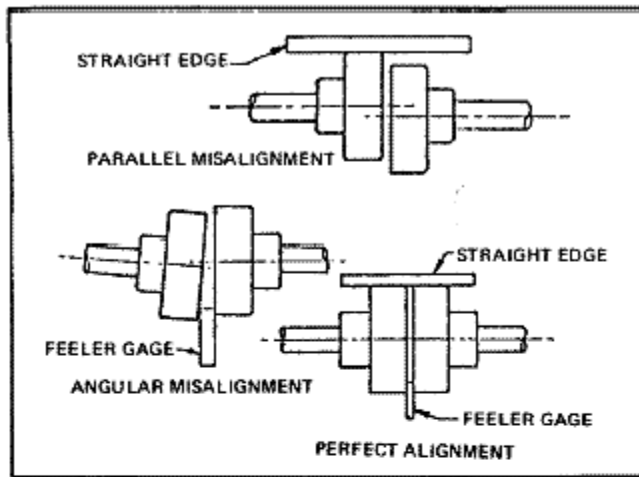 STRAIGHT EDGE
PARALLEL MISALIGNMENT
STRAIGHT EDGE
FEELER GAGE
ANGULAR MISALIGNMENT
FEELER GAGE
PERFECT ALIGNMENT